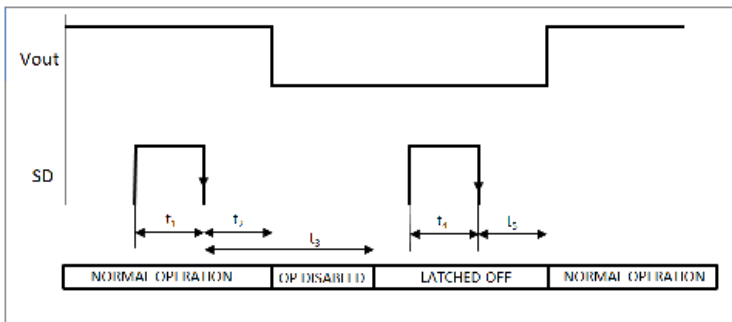 Vout
SD
t₁
t₂
t₃
t₄
t₅
NORMAL OPERATION
OP DISABLED
LATCHED OFF
NORMAL OPERATION